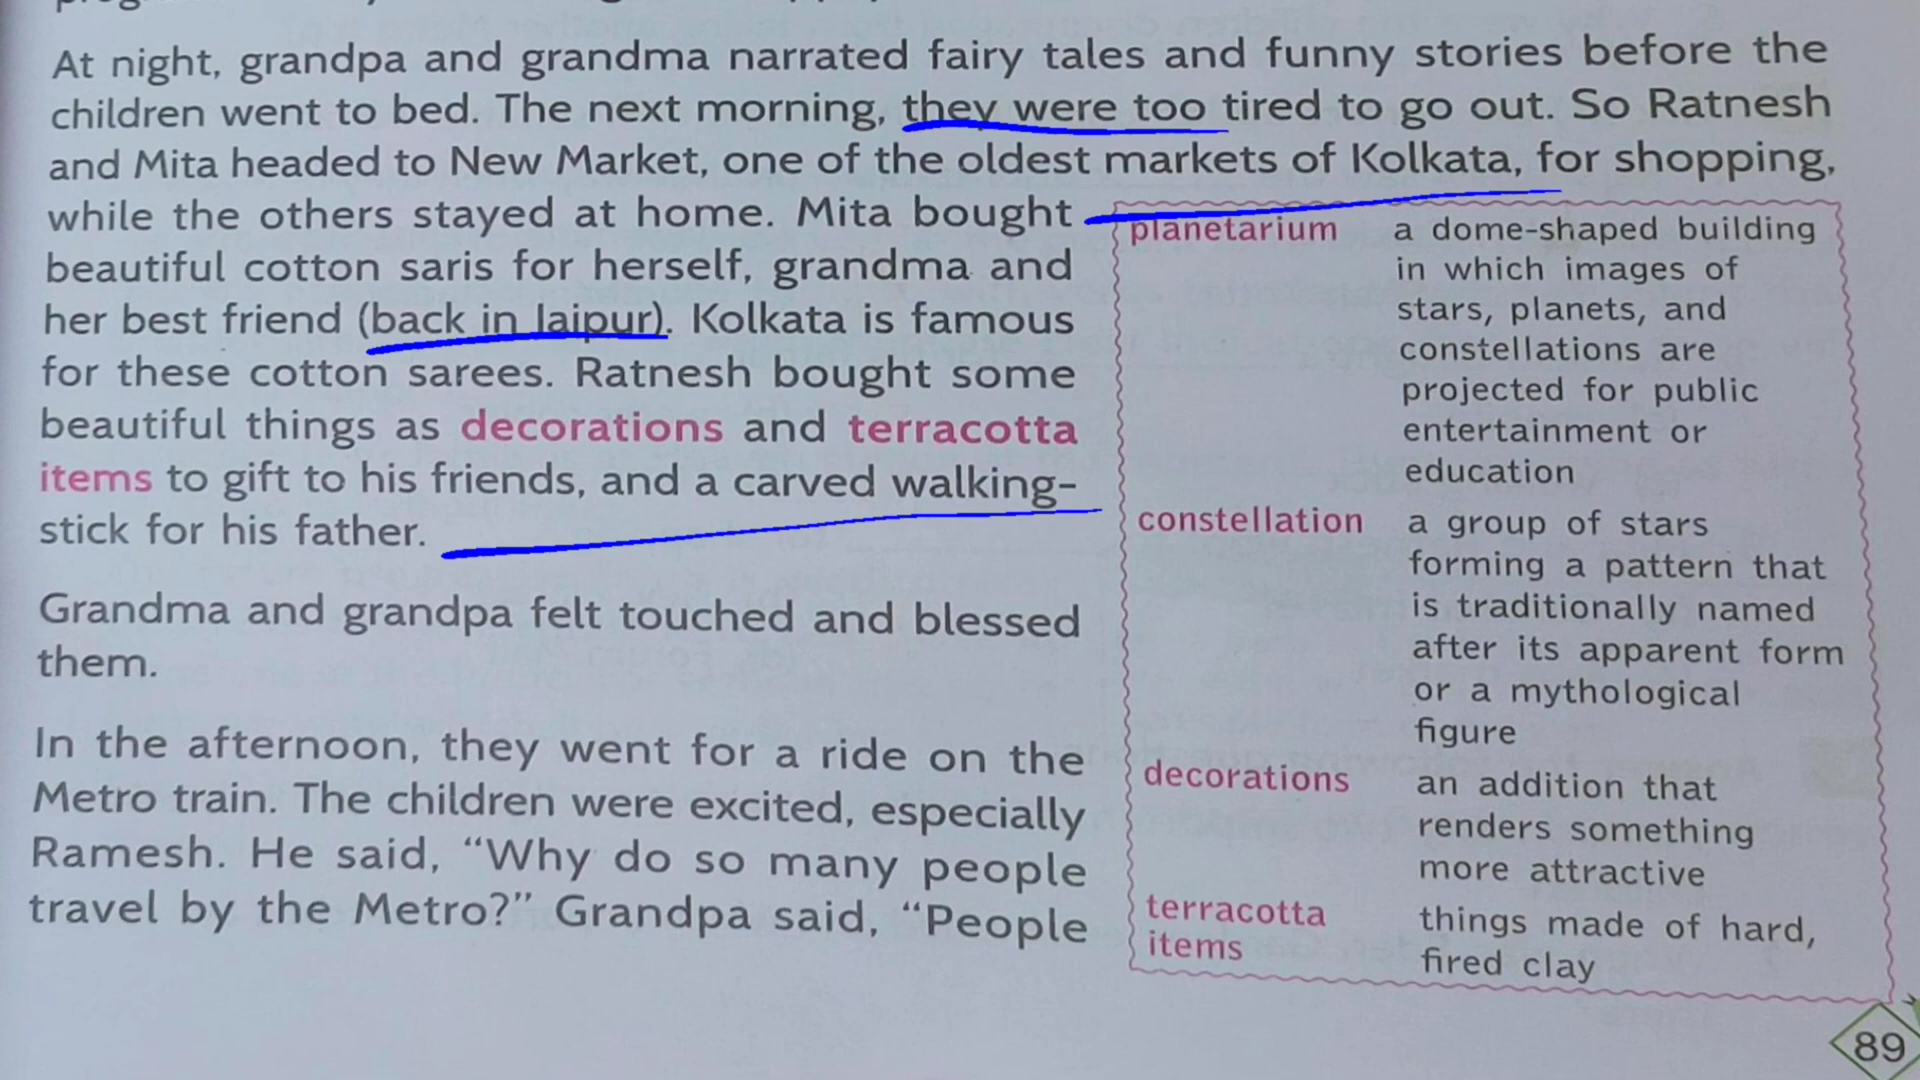 At night, grandpa and grandma narrated fairy tales and funny stories before the
children went to bed. The next morning, they were too tired to go out. So Ratnesh
and Mita headed to New Market, one of the oldest markets of Kolkata, for shopping,
while the others stayed at home. Mita bought
beautiful cotton saris for herself, grandma and
her best friend (back in Jaipur). Kolkata is famous
for these cotton sarees. Ratnesh bought some
beautiful things as decorations and terracotta
items to gift to his friends, and a carved walking-
stick for his father.
Grandma and grandpa felt touched and blessed
them.
In the afternoon, they went for a ride on the
Metro train. The children were excited, especially
Ramesh. He said, “Why do so many people
travel by the Metro?” Grandpa said, “People
planetarium a dome-shaped building
in which images of
stars, planets, and
constellations are
projected for public
entertainment or
education
constellation a group of stars
forming a pattern that
is traditionally named
after its apparent form
or a mythological
figure
decorations an addition that
renders something
more attractive
terracotta things made of hard,
items fired clay
89